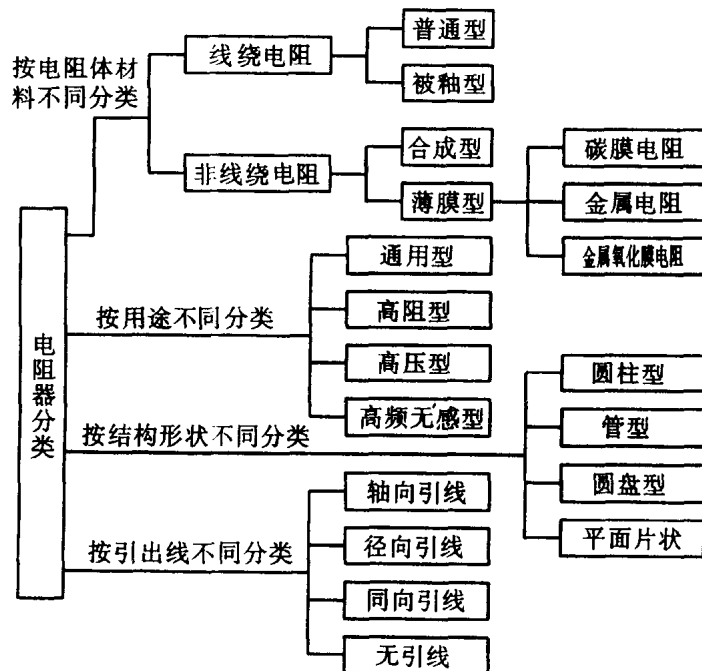 电阻器分类
按电阻体材
料不同分类
线绕电阻
普通型
被釉型
非线绕电阻
合成型
薄膜型
碳膜电阻
金属电阻
金属氧化膜电阻
按用途不同分类
通用型
高阻型
高压型
高频无感型
按结构形状不同分类
圆柱型
管型
圆盘型
平面片状
按引出线不同分类
轴向引线
径向引线
同向引线
无引线